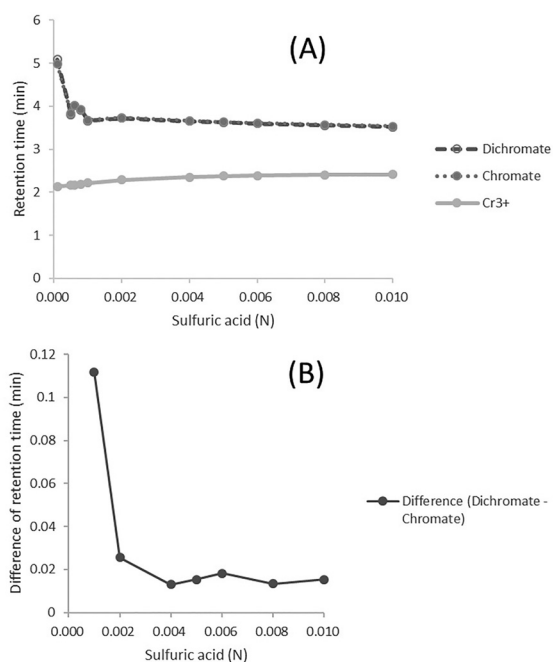 (A)
6
5
4
3
2
1
0
Retention time (min)
0.000 0.002 0.004 0.006 0.008 0.010
Sulfuric acid (N)
Dichromate
Chromate
Cr3+
(B)
0.12
0.1
0.08
0.06
0.04
0.02
0
Difference of retention time (min)
0.000 0.002 0.004 0.006 0.008 0.010
Sulfuric acid (N)
Difference (Dichromate -
Chromate)